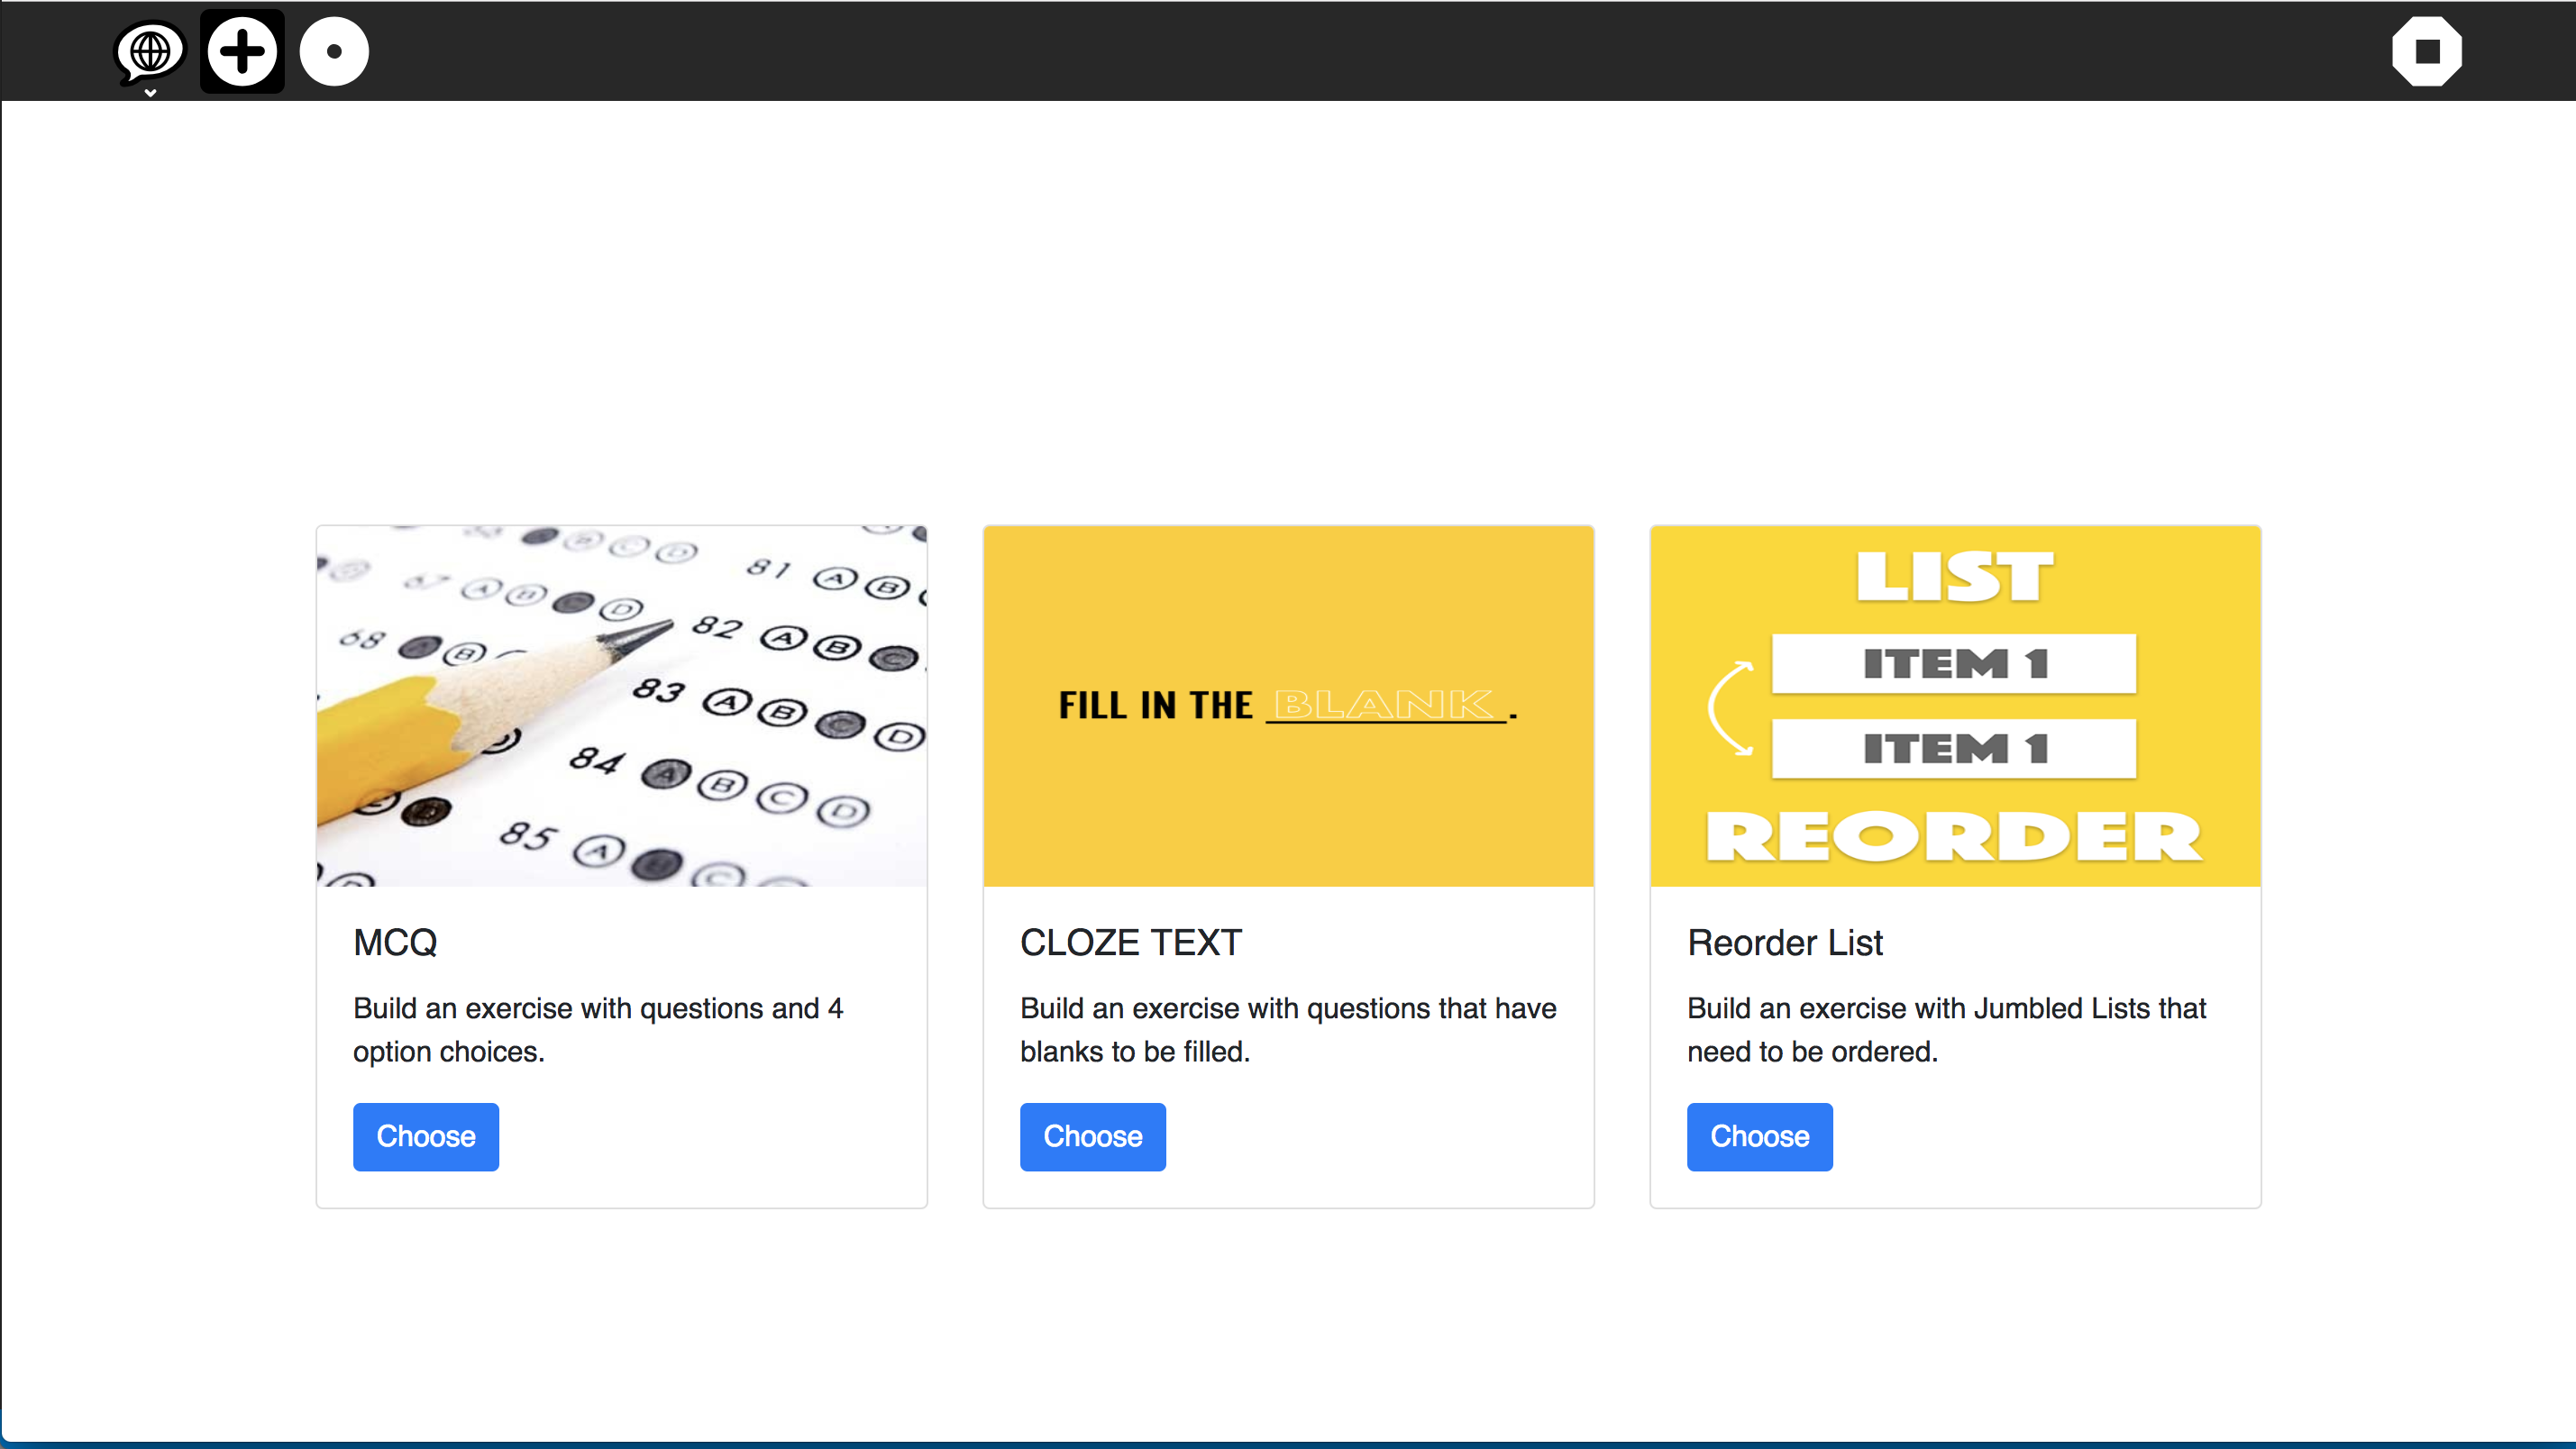 81 A B
67 A B D
82 A B C
68 B
83 A B C D
84 A B C D
85 A C
FILL IN THE BLANK.
LIST
ITEM 1
ITEM 1
REORDER
MCQ
Build an exercise with questions and 4
option choices.
Choose
CLOZE TEXT
Build an exercise with questions that have
blanks to be filled.
Choose
Reorder List
Build an exercise with Jumbled Lists that
need to be ordered.
Choose